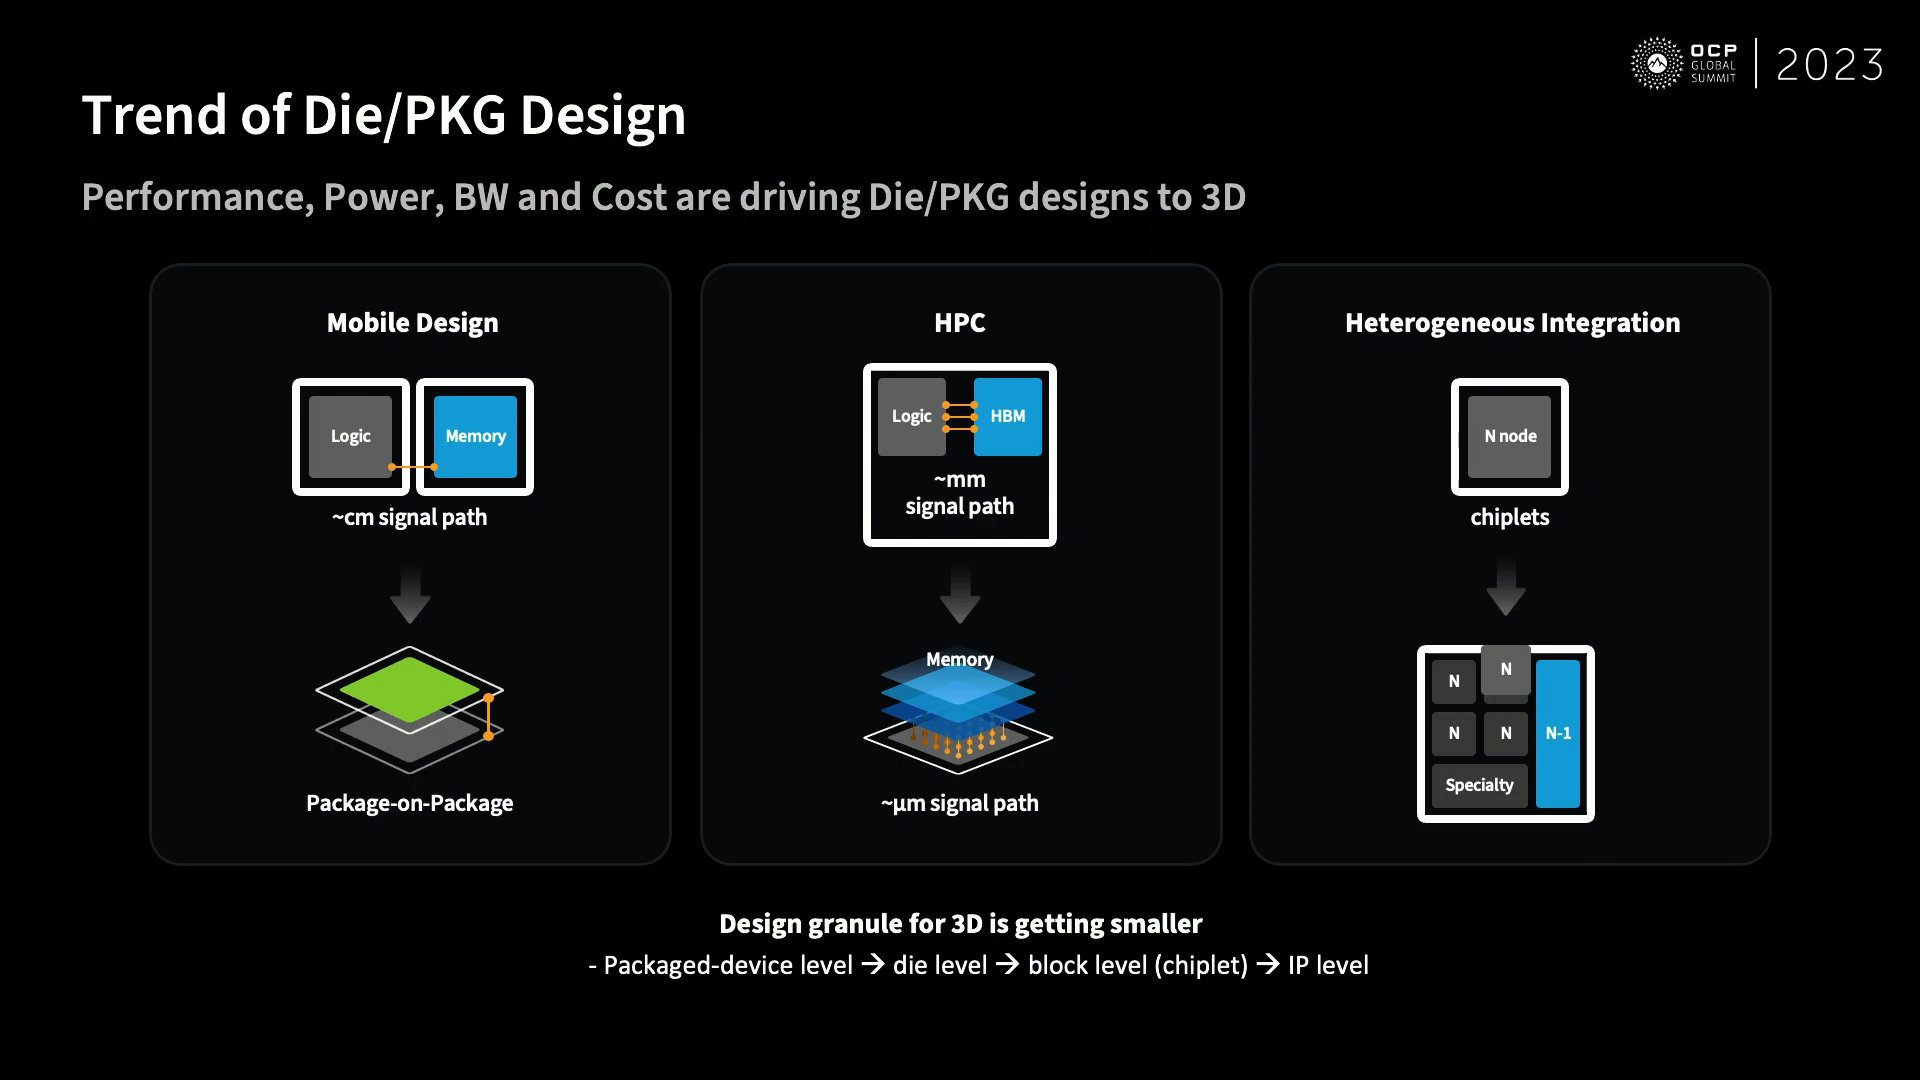 OCP
GLOBAL
SUMMIT
2023
Trend of Die/PKG Design
Performance, Power, BW and Cost are driving Die/PKG designs to 3D
Mobile Design
Logic
Memory
~cm signal path
Package-on-Package
HPC
Logic
HBM
~mm
signal path
Memory
~μm signal path
Heterogeneous Integration
N node
chiplets
N
N
N
N
N-1
Specialty
Design granule for 3D is getting smaller
- Packaged-device level → die level → block level (chiplet) → IP level